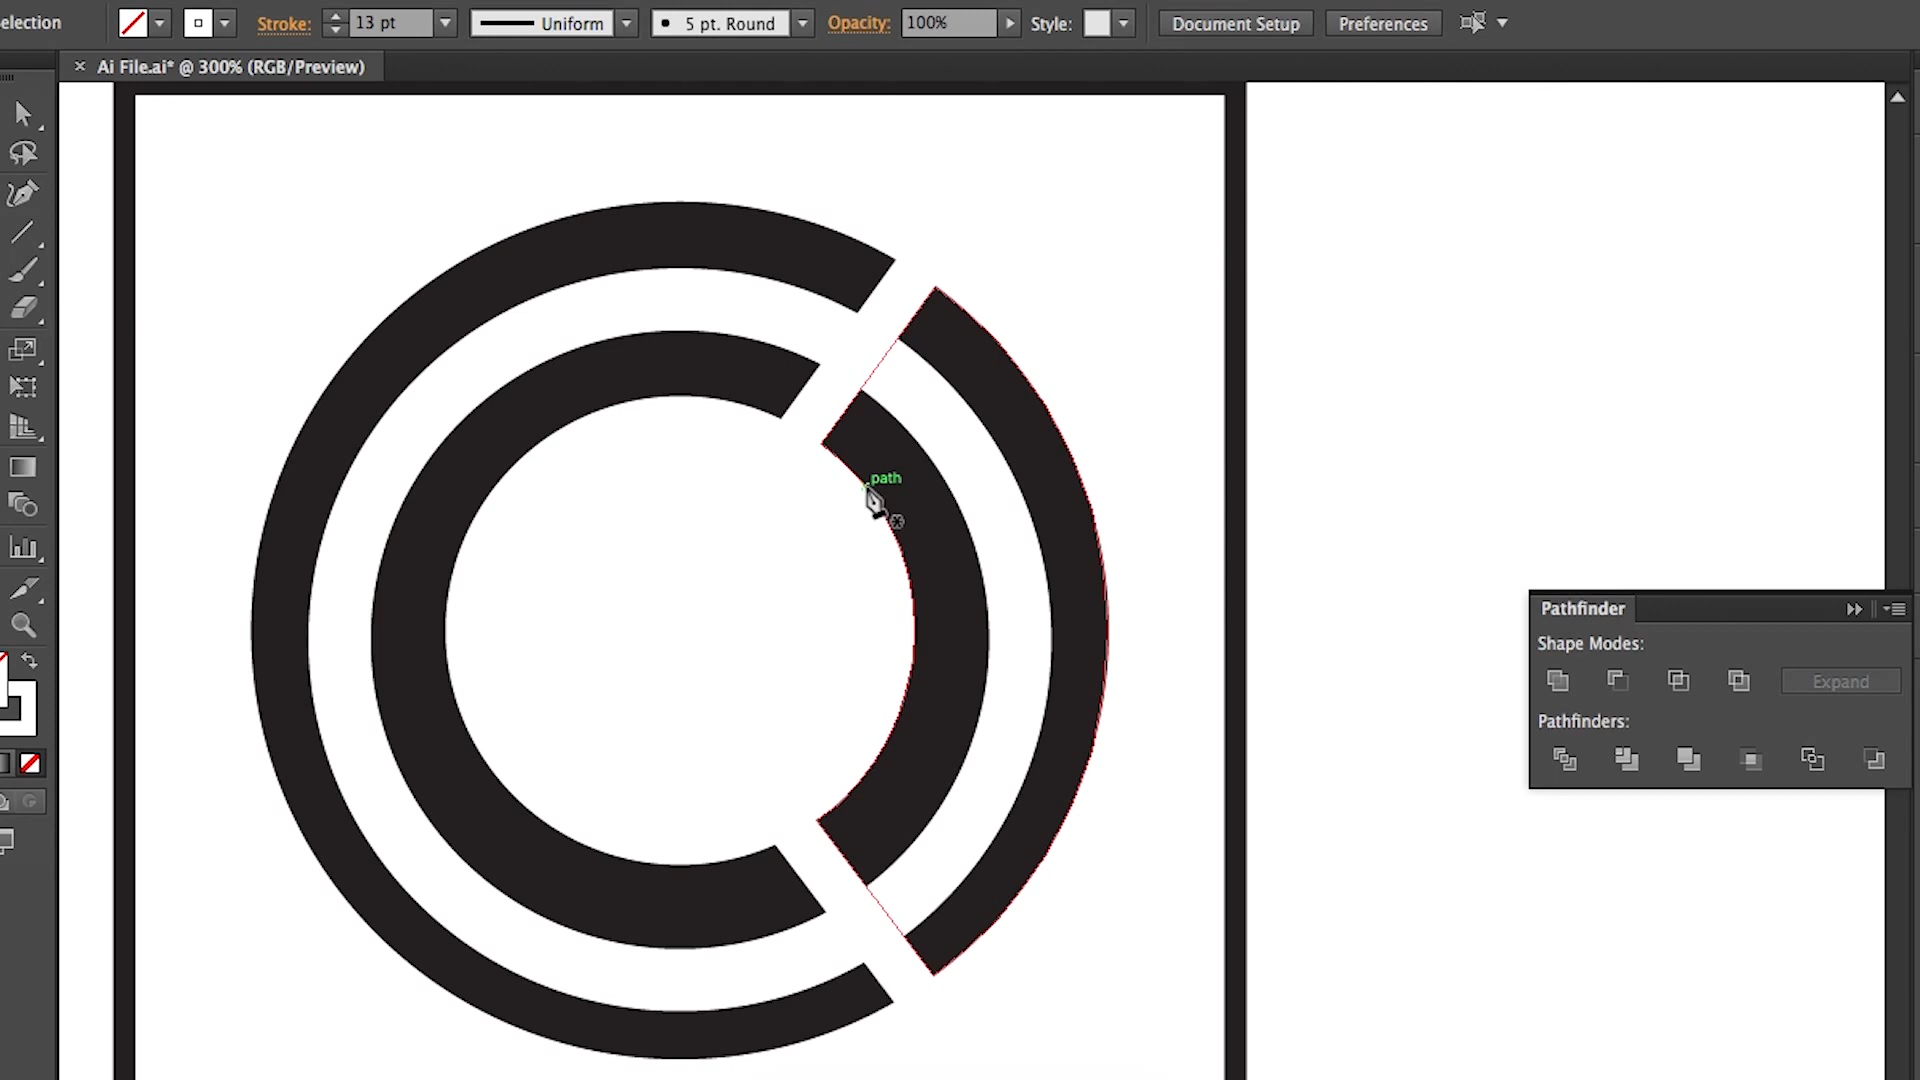 election
Stroke: 13 pt Uniform 5 pt. Round Opacity: 100% Style: Document Setup Preferences
× Ai File.ai* @ 300% (RGB/Preview)
path
Pathfinder
Shape Modes:
Expand
Pathfinders: